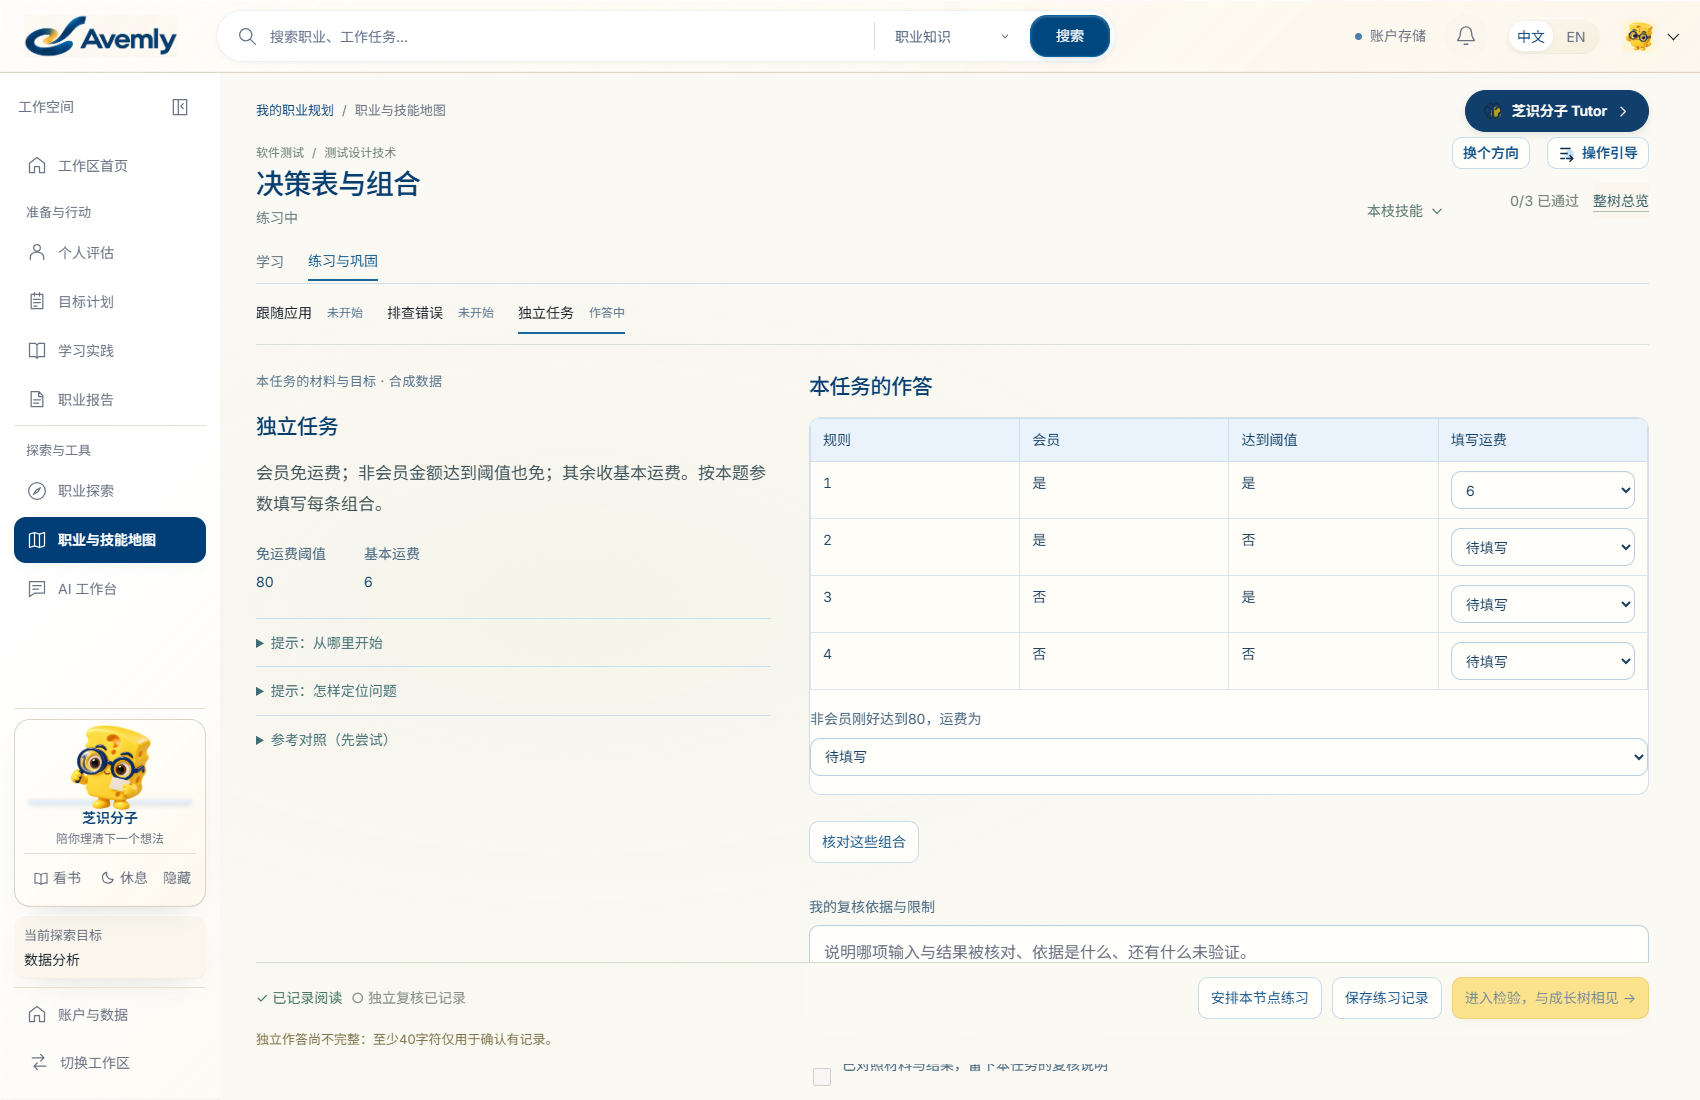 Avemly
搜索职业、工作任务...
职业知识
搜索
账户存储
中文
EN
工作空间
工作区首页
准备与行动
个人评估
目标计划
学习实践
职业报告
探索与工具
职业探索
职业与技能地图
AI 工作台
芝识分子
陪你理清下一个想法
看书
休息
隐藏
当前探索目标
数据分析
账户与数据
切换工作区
我的职业规划 / 职业与技能地图
芝识分子 Tutor
软件测试 / 测试设计技术
换个方向
操作引导
决策表与组合
练习中
本枝技能
0/3 已通过
整树总览
学习
练习与巩固
跟随应用 未开始
排查错误 未开始
独立任务 作答中
本任务的材料与目标 · 合成数据
独立任务
会员免运费；非会员金额达到阈值也免；其余收基本运费。按本题参
数填写每条组合。
免运费阈值 基本运费
80 6
提示：从哪里开始
提示：怎样定位问题
参考对照（先尝试）
本任务的作答
规则 会员 达到阈值 填写运费
1 是 是 6
2 是 否 待填写
3 否 是 待填写
4 否 否 待填写
非会员刚好达到80，运费为
待填写
核对这些组合
我的复核依据与限制
说明哪项输入与结果被核对、依据是什么、还有什么未验证。
已记录阅读
独立复核已记录
安排本节点练习
保存练习记录
进入检验，与成长树相见 →
独立作答尚不完整：至少40字符仅用于确认有记录。
已对照材料与结果，留下本任务的复核说明